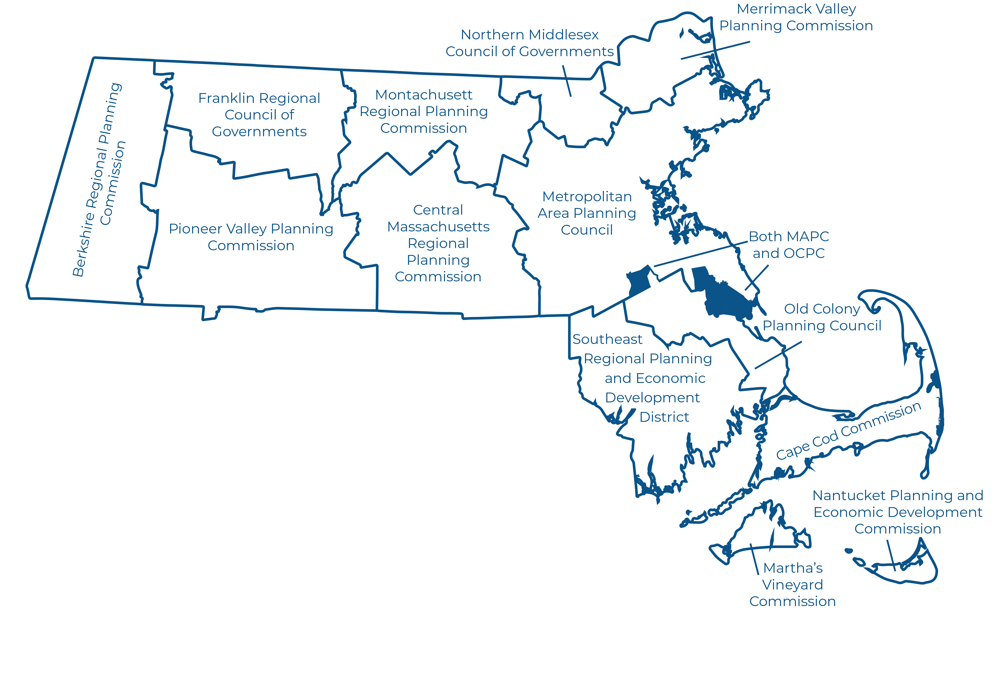 Merrimack Valley
Planning Commission
Northern Middlesex
Council of Governments
Berkshire Regional Planning
Commission
Franklin Regional
Council of
Governments
Montachusett
Regional Planning
Commission
Pioneer Valley Planning
Commission
Central
Massachusetts
Regional
Planning
Commission
Metropolitan
Area Planning
Council
Both MAPC
and OCPC
Old Colony
Planning Council
Southeast
Regional Planning
and Economic
Development
District
Cape Cod Commission
Nantucket Planning and
Economic Development
Commission
Martha’s
Vineyard
Commission